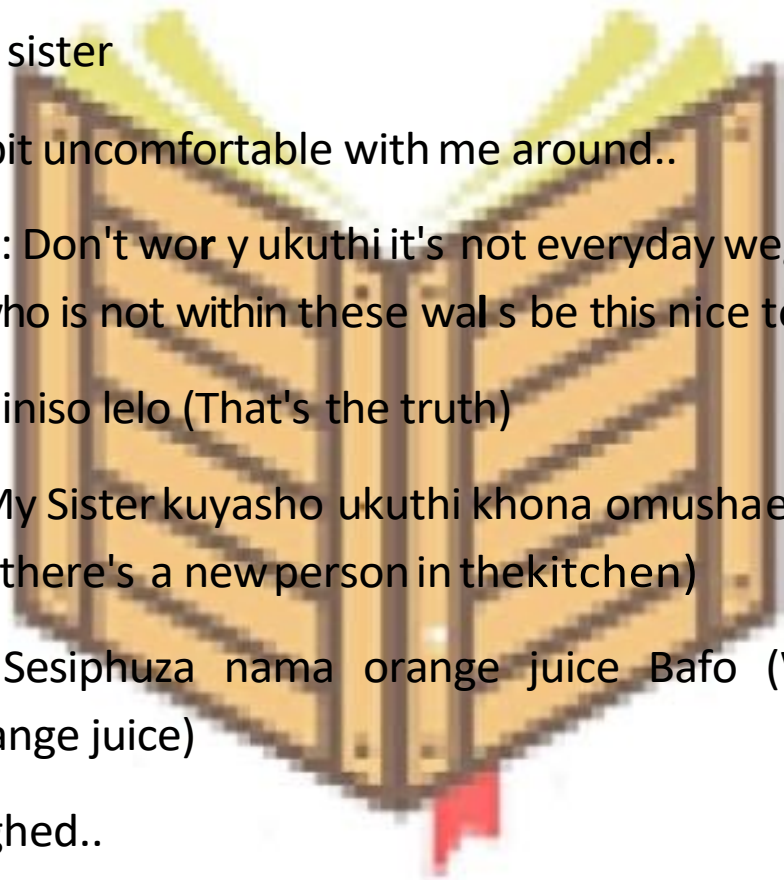 sister
bit uncomfortable with me around..
: Don't wor y ukuthi it's not everyday we
who is not within these wal s be this nice to
iniso lelo (That's the truth)
My Sister kuyasho ukuthi khona omushae
there's a new person in thekitchen)
Sesiphuza nama orange juice Bafo (
ange juice)
ghed..